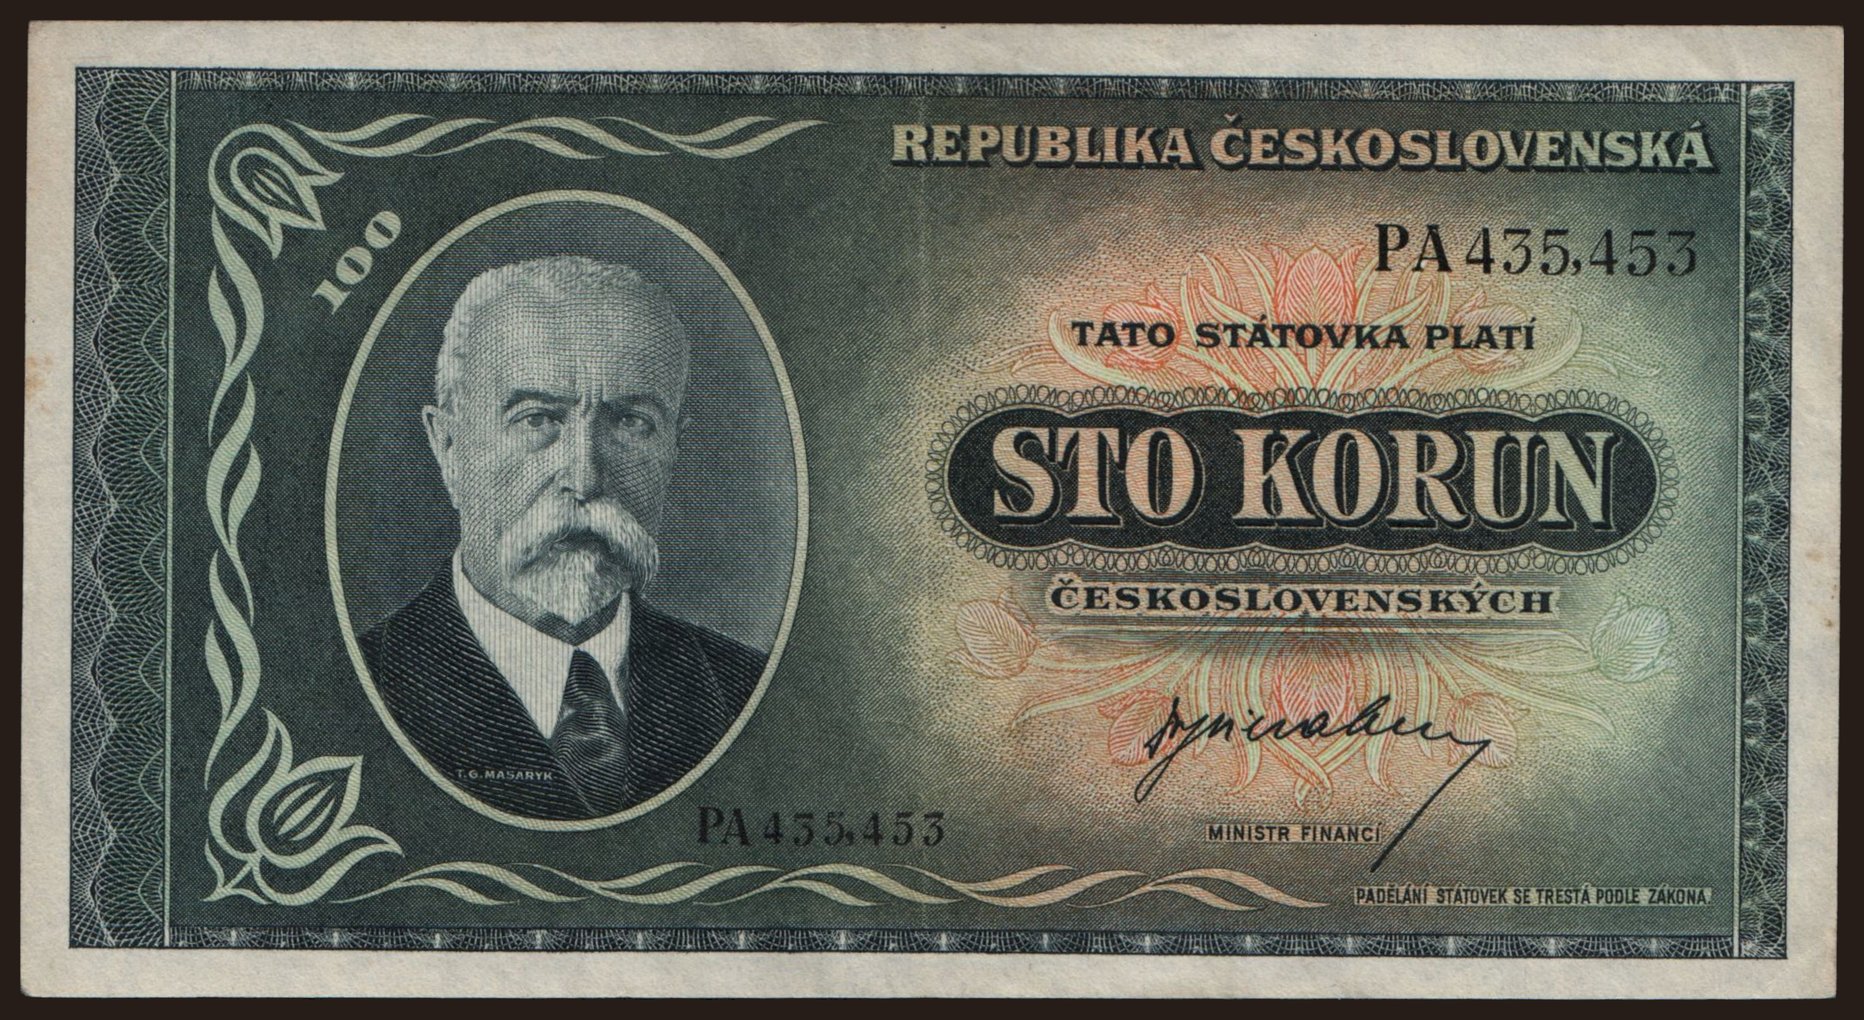 REPUBLIKA ČESKOSLOVENSKÁ
100
PA 435,453
TATO STÁTOVKA PLATÍ
STO KORUN
ČESKOSLOVENSKÝCH
T. G. MASARYK
PA 435,453
MINISTR FINANCÍ
PADĚLÁNÍ STÁTOVEK SE TRESTÁ PODLE ZÁKONA.